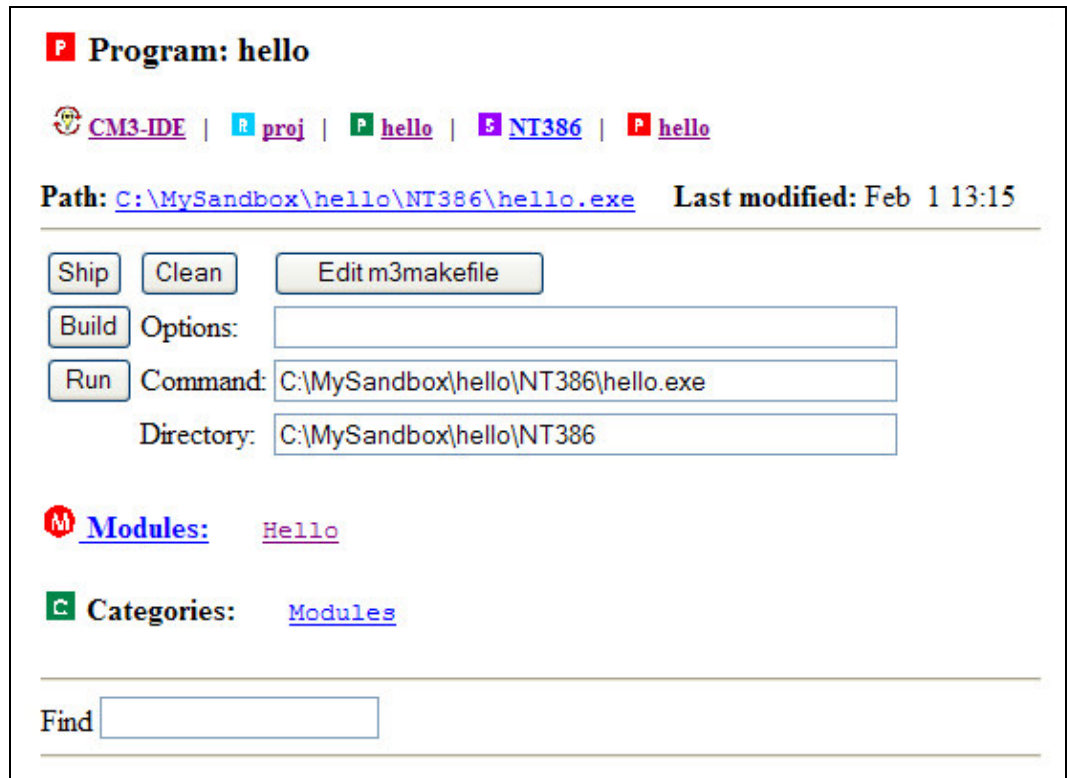 P Program: hello
CM3-IDE | R proj | P hello | S NT386 | P hello
Path: C:\MySandbox\hello\NT386\hello.exe Last modified: Feb 1 13:15
Ship Clean Edit m3makefile
Build Options:
Run Command: C:\MySandbox\hello\NT386\hello.exe
Directory: C:\MySandbox\hello\NT386
M Modules: Hello
C Categories: Modules
Find